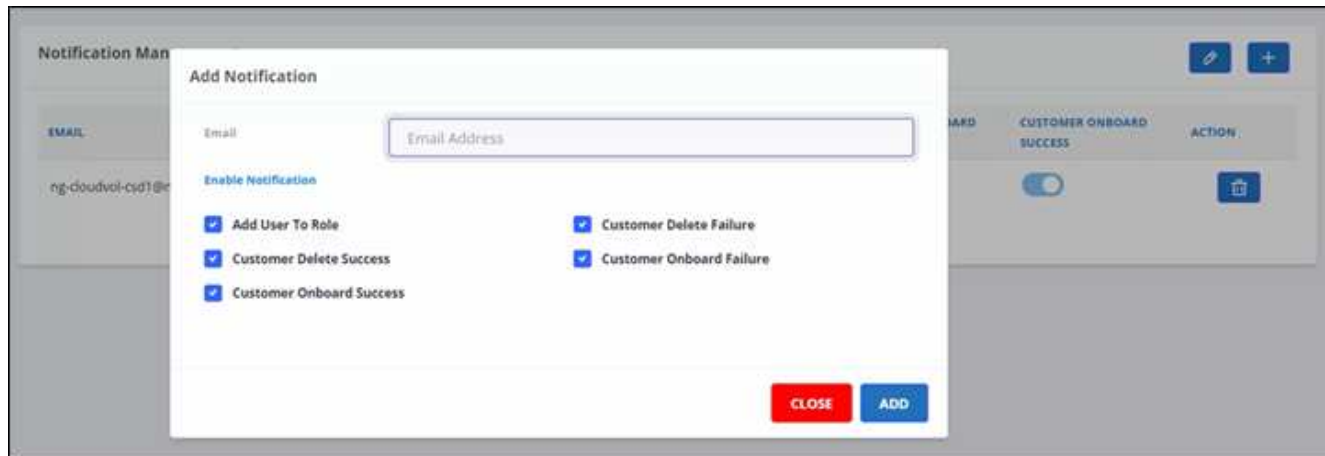 Notification Man
Add Notification
EMAIL
Email
Email Address
CUSTOMER ONBOARD
SUCCESS
ACTION
ng-cloudvol-csd1@
Enable Notification
Add User To Role
Customer Delete Failure
Customer Delete Success
Customer Onboard Failure
Customer Onboard Success
CLOSE
ADD